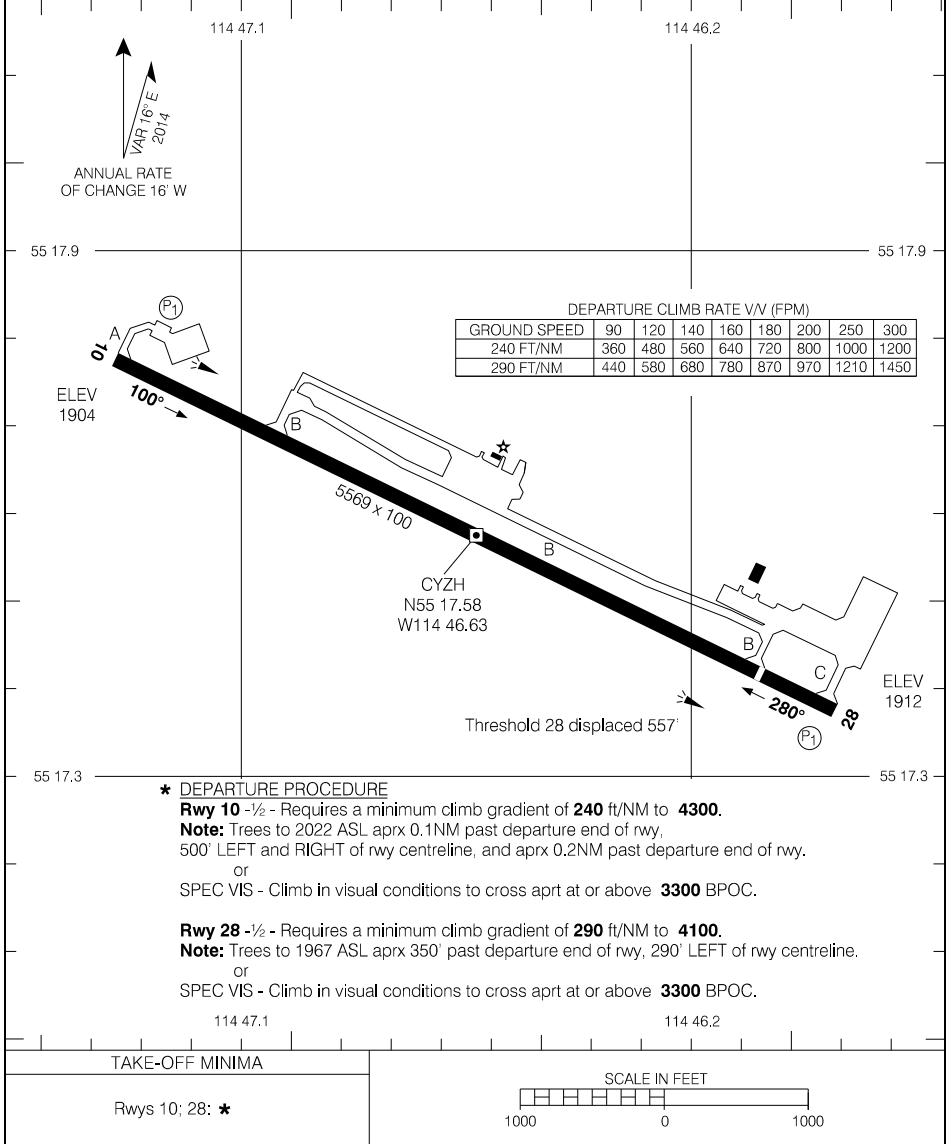 114 47.1
114 46.2
VAR 16° E
2014
ANNUAL RATE
OF CHANGE 16' W
55 17.9
55 17.9
DEPARTURE CLIMB RATE V/V (FPM)
GROUND SPEED 90 120 140 160 180 200 250 300
240 FT/NM 360 480 560 640 720 800 1000 1200
290 FT/NM 440 580 680 780 870 970 1210 1450
P1
A
10
ELEV
1904
100°
B
5569 x 100
B
CYZH
N55 17.58
W114 46.63
B
C
ELEV
1912
280°
28
Threshold 28 displaced 557'
P1
55 17.3
55 17.3
* DEPARTURE PROCEDURE
Rwy 10 -½ - Requires a minimum climb gradient of 240 ft/NM to 4300.
Note: Trees to 2022 ASL aprx 0.1NM past departure end of rwy,
500' LEFT and RIGHT of rwy centreline, and aprx 0.2NM past departure end of rwy.
or
SPEC VIS - Climb in visual conditions to cross aprt at or above 3300 BPOC.
Rwy 28 -½ - Requires a minimum climb gradient of 290 ft/NM to 4100.
Note: Trees to 1967 ASL aprx 350' past departure end of rwy, 290' LEFT of rwy centreline.
or
SPEC VIS - Climb in visual conditions to cross aprt at or above 3300 BPOC.
114 47.1
114 46.2
TAKE-OFF MINIMA
Rwys 10; 28: *
SCALE IN FEET
1000 0 1000